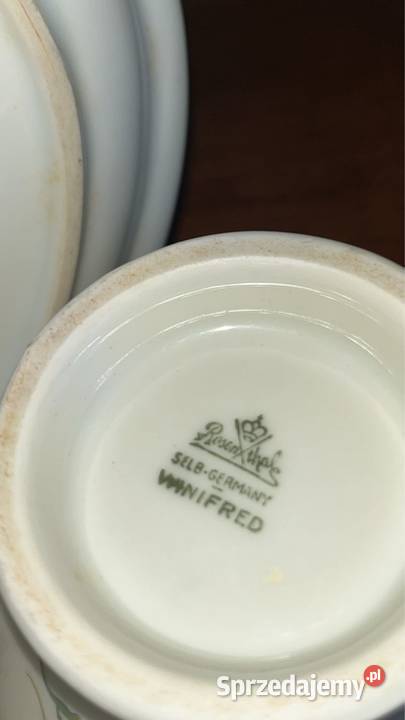 Rosenthal
SELB-GERMANY
WINIFRED
Sprzedajemy.pl